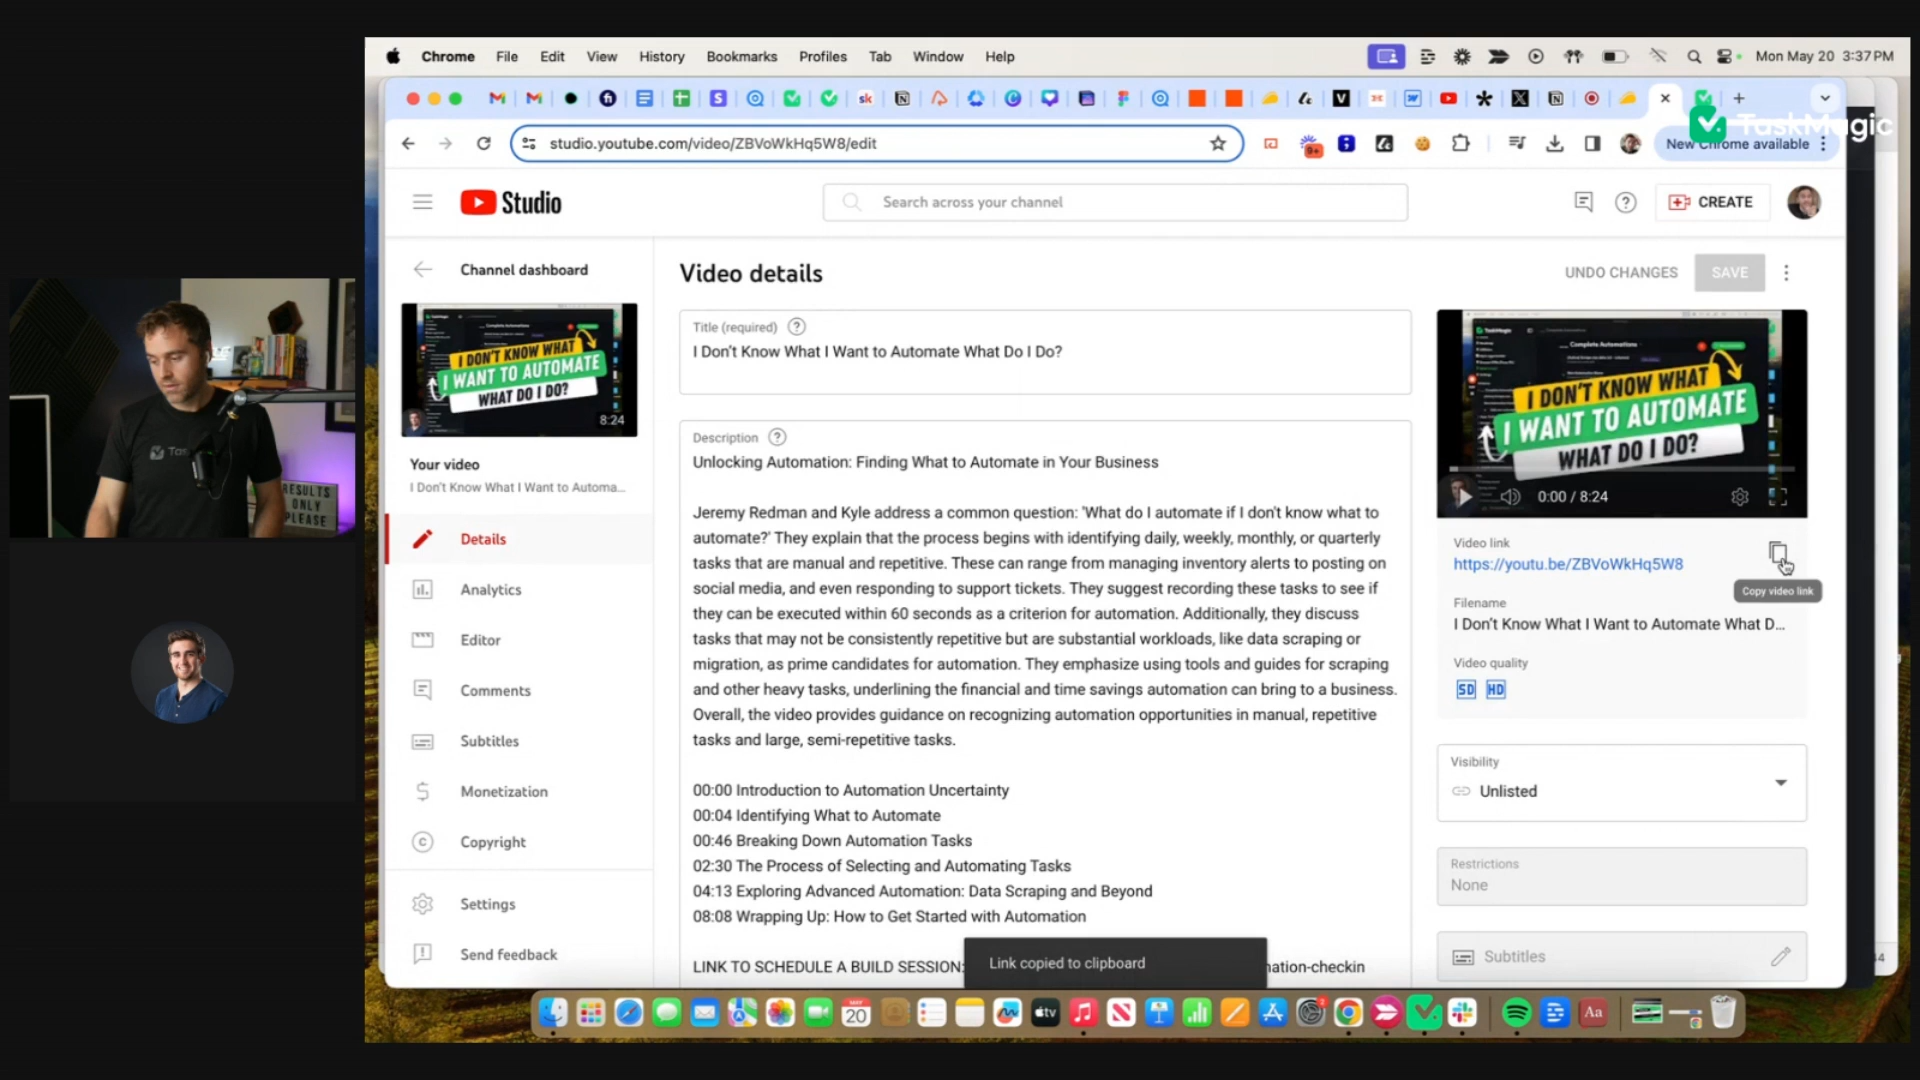 Chrome File Edit View History Bookmarks Profiles Tab Window Help
Mon May 20 3:37 PM
studio.youtube.com/video/ZBVoWkHq5W8/edit
9+
New Chrome available
TaskMagic
Studio
Search across your channel
CREATE
Channel dashboard
I DON'T KNOW WHAT
I WANT TO AUTOMATE
WHAT DO I DO?
8:24
Your video
I Don't Know What I Want to Automa...
Details
Analytics
Editor
Comments
Subtitles
Monetization
Copyright
Settings
Send feedback
Video details
UNDO CHANGES
SAVE
Title (required)
I Don't Know What I Want to Automate What Do I Do?
Description
Unlocking Automation: Finding What to Automate in Your Business
Jeremy Redman and Kyle address a common question: 'What do I automate if I don't know what to
automate?' They explain that the process begins with identifying daily, weekly, monthly, or quarterly
tasks that are manual and repetitive. These can range from managing inventory alerts to posting on
social media, and even responding to support tickets. They suggest recording these tasks to see if
they can be executed within 60 seconds as a criterion for automation. Additionally, they discuss
tasks that may not be consistently repetitive but are substantial workloads, like data scraping or
migration, as prime candidates for automation. They emphasize using tools and guides for scraping
and other heavy tasks, underlining the financial and time savings automation can bring to a business.
Overall, the video provides guidance on recognizing automation opportunities in manual, repetitive
tasks and large, semi-repetitive tasks.
00:00 Introduction to Automation Uncertainty
00:04 Identifying What to Automate
00:46 Breaking Down Automation Tasks
02:30 The Process of Selecting and Automating Tasks
04:13 Exploring Advanced Automation: Data Scraping and Beyond
08:08 Wrapping Up: How to Get Started with Automation
LINK TO SCHEDULE A BUILD SESSION:
ation-checkin
Link copied to clipboard
Complete Automations
I DON'T KNOW WHAT
I WANT TO AUTOMATE
WHAT DO I DO?
0:00 / 8:24
Video link
https://youtu.be/ZBVoWkHq5W8
Copy video link
Filename
I Don't Know What I Want to Automate What D...
Video quality
SD HD
Visibility
Unlisted
Restrictions
None
Subtitles
RESULTS
ONLY
PLEASE
20
tv
Aa